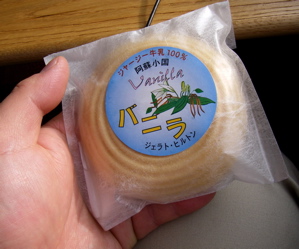 ジャージー牛乳100%
阿蘇小国
Vanilla
バニラ
ジェラト・ヒルトン